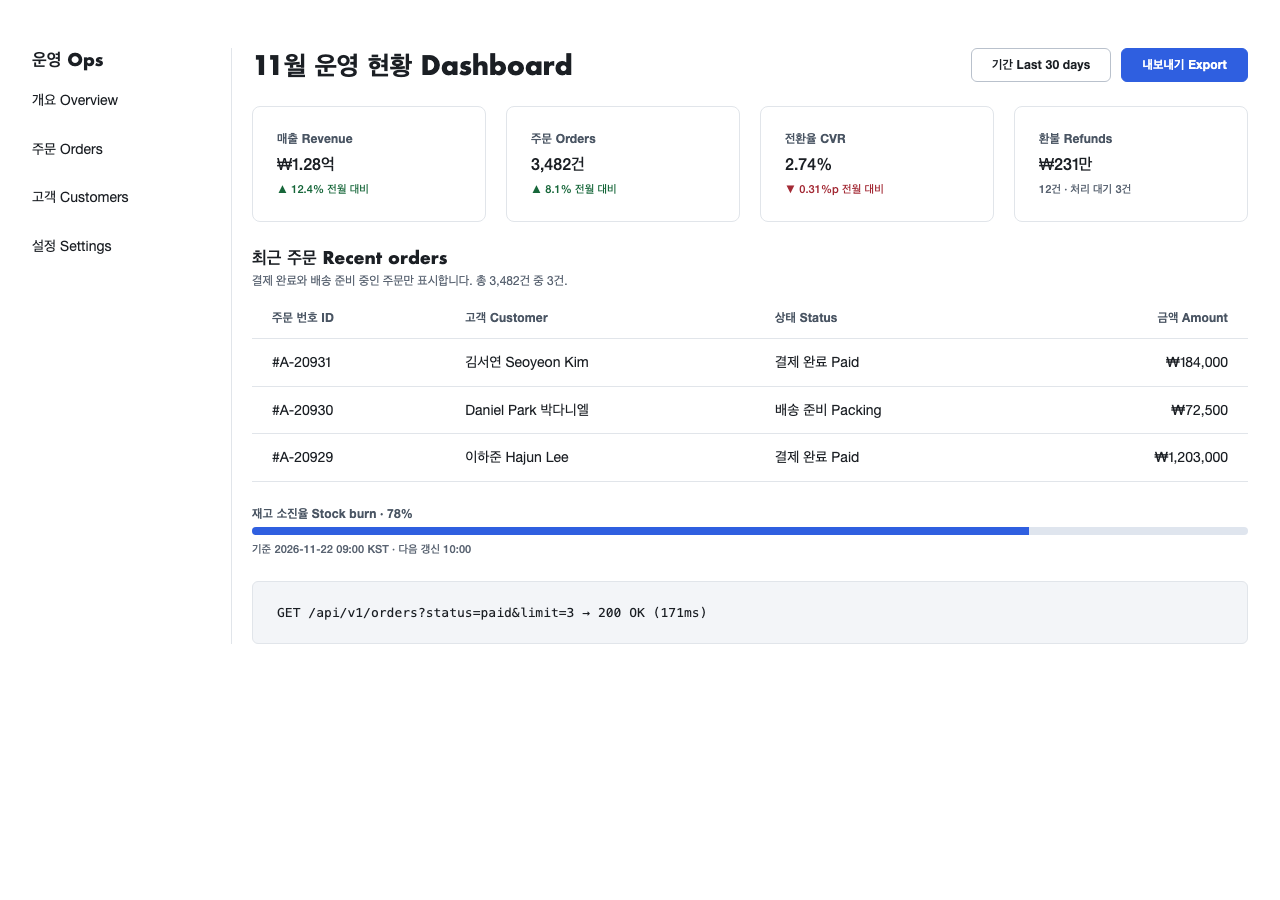 운영 Ops
개요 Overview
주문 Orders
고객 Customers
설정 Settings
11월 운영 현황 Dashboard
기간 Last 30 days
내보내기 Export
매출 Revenue
₩1.28억
▲ 12.4% 전월 대비
주문 Orders
3,482건
▲ 8.1% 전월 대비
전환율 CVR
2.74%
▼ 0.31%p 전월 대비
환불 Refunds
₩231만
12건 · 처리 대기 3건
최근 주문 Recent orders
결제 완료와 배송 준비 중인 주문만 표시합니다. 총 3,482건 중 3건.
주문 번호 ID 고객 Customer 상태 Status 금액 Amount
#A-20931 김서연 Seoyeon Kim 결제 완료 Paid ₩184,000
#A-20930 Daniel Park 박다니엘 배송 준비 Packing ₩72,500
#A-20929 이하준 Hajun Lee 결제 완료 Paid ₩1,203,000
재고 소진율 Stock burn · 78%
기준 2026-11-22 09:00 KST · 다음 갱신 10:00
GET /api/v1/orders?status=paid&limit=3 → 200 OK (171ms)